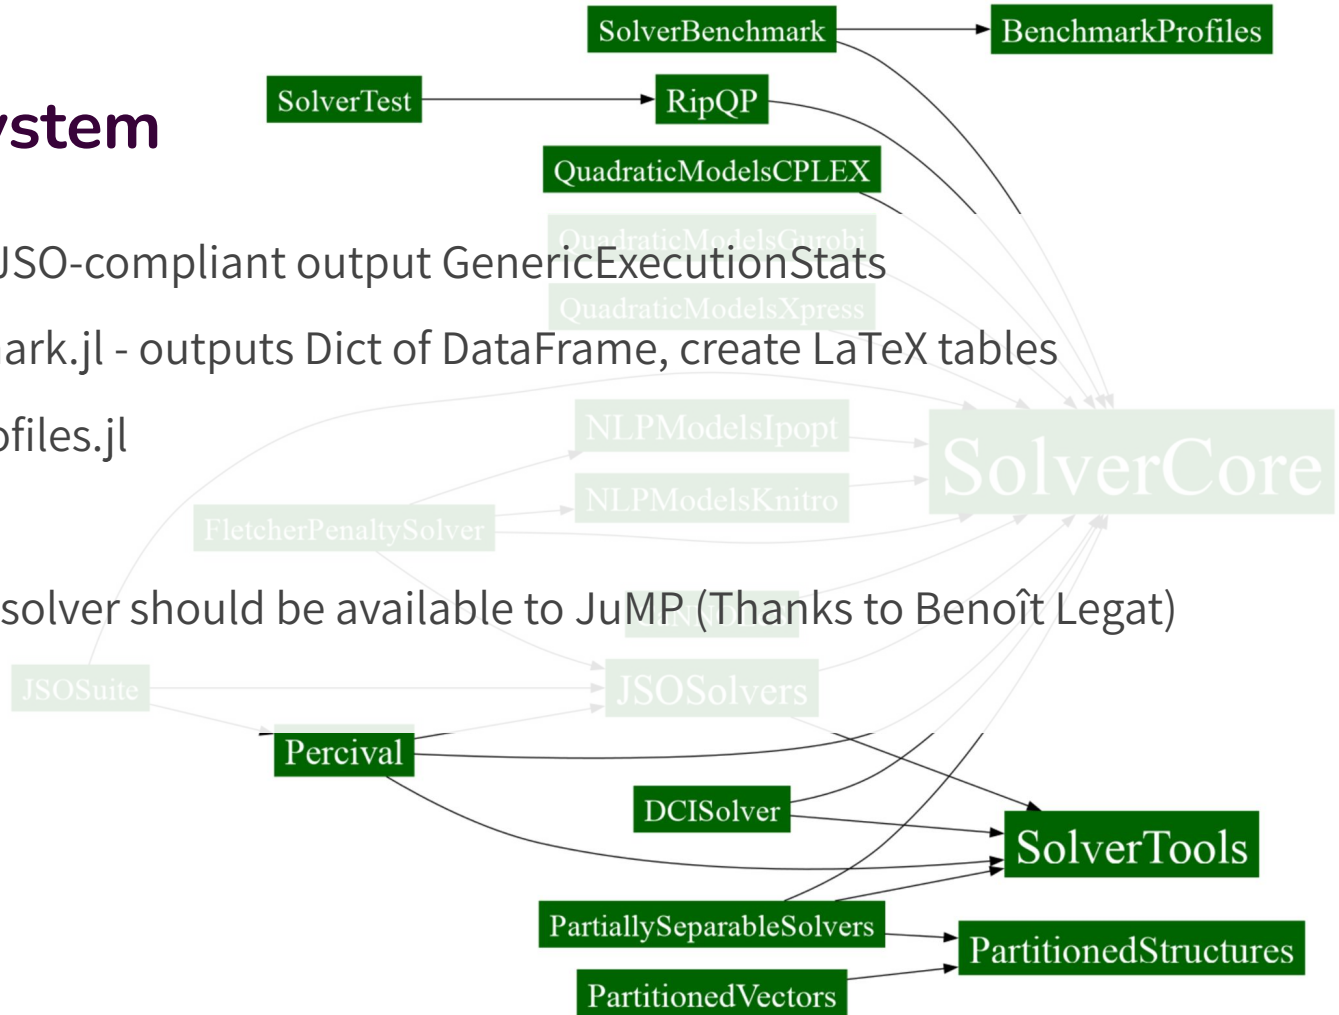 SolverBenchmark
BenchmarkProfiles
SolverTest
RipQP
ystem
QuadraticModelsCPLEX
QuadraticModelsGurobi
JSO-compliant output GenericExecutionStats
QuadraticModelsXpress
ark.jl - outputs Dict of DataFrame, create LaTeX tables
NLPModelsIpopt
ofiles.jl
SolverCore
NLPModelsKnitro
FletcherPenaltySolver
solver should be available to JuMP (Thanks to Benoît Legat)
JSOSuite
JSOSolvers
Percival
DCISolver
SolverTools
PartiallySeparableSolvers
PartitionedStructures
PartitionedVectors